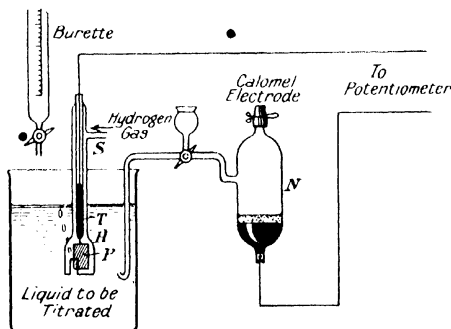 Burette
Hydrogen
Gas
S
Calomel
Electrode
To
Potentiometer
N
T
H
P
Liquid to be
Titrated